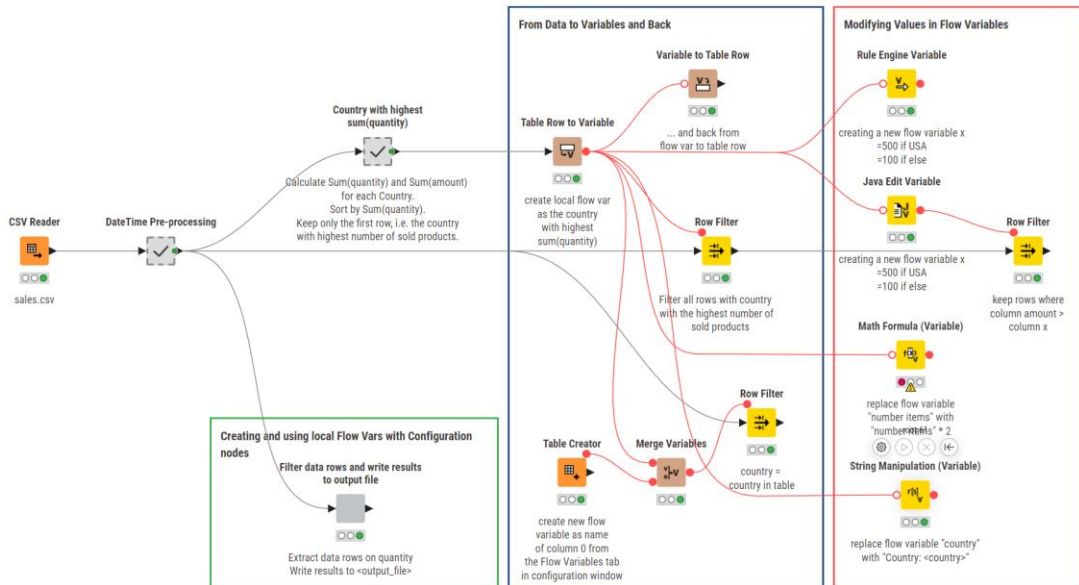 From Data to Variables and Back
Modifying Values in Flow Variables
Variable to Table Row
Rule Engine Variable
Country with highest
sum(quantity)
Table Row to Variable
... and back from
flow var to table row
creating a new flow variable x
=500 if USA
=100 if else
Calculate Sum(quantity) and Sum(amount)
for each Country.
Sort by Sum(quantity).
Keep only the first row, i.e. the country
with highest number of sold products.
create local flow var
as the country
with highest
sum(quantity)
Java Edit Variable
CSV Reader
DateTime Pre-processing
Row Filter
Row Filter
sales.csv
creating a new flow variable x
=500 if USA
=100 if else
Filter all rows with country
with the highest number of
sold products
keep rows where
column amount >
column x
Math Formula (Variable)
Row Filter
replace flow variable
"number items" with
"number items" * 2
Creating and using local Flow Vars with Configuration
nodes
Filter data rows and write results
to output file
Table Creator
Merge Variables
country =
country in table
String Manipulation (Variable)
create new flow
variable as name
of column 0 from
the Flow Variables tab
in configuration window
Extract data rows on quantity
Write results to <output_file>
replace flow variable "country"
with "Country: <country>"